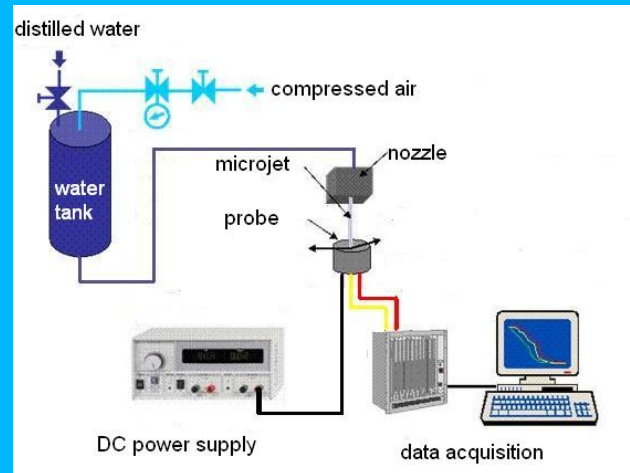 distilled water
compressed air
water
tank
microjet
nozzle
probe
DC power supply
data acquisition